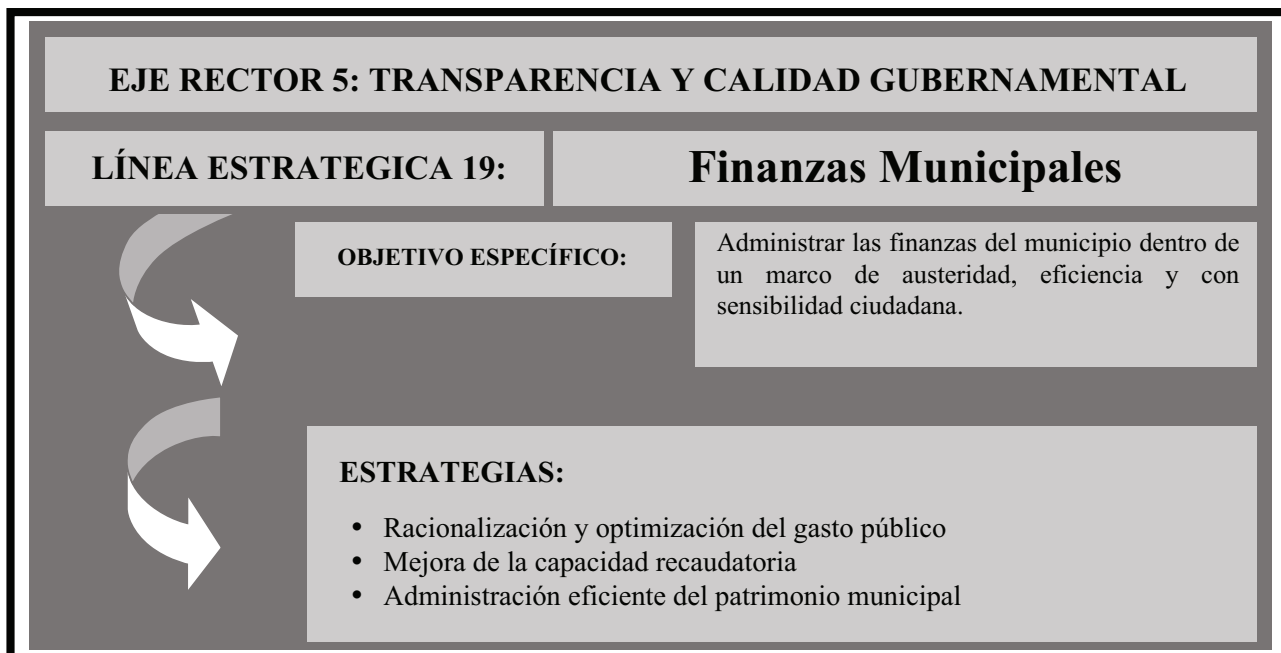 EJE RECTOR 5: TRANSPARENCIA Y CALIDAD GUBERNAMENTAL
LÍNEA ESTRATEGICA 19:
Finanzas Municipales
OBJETIVO ESPECÍFICO:
Administrar las finanzas del municipio dentro de
un marco de austeridad, eficiencia y con
sensibilidad ciudadana.
ESTRATEGIAS:
• Racionalización y optimización del gasto público
• Mejora de la capacidad recaudatoria
• Administración eficiente del patrimonio municipal